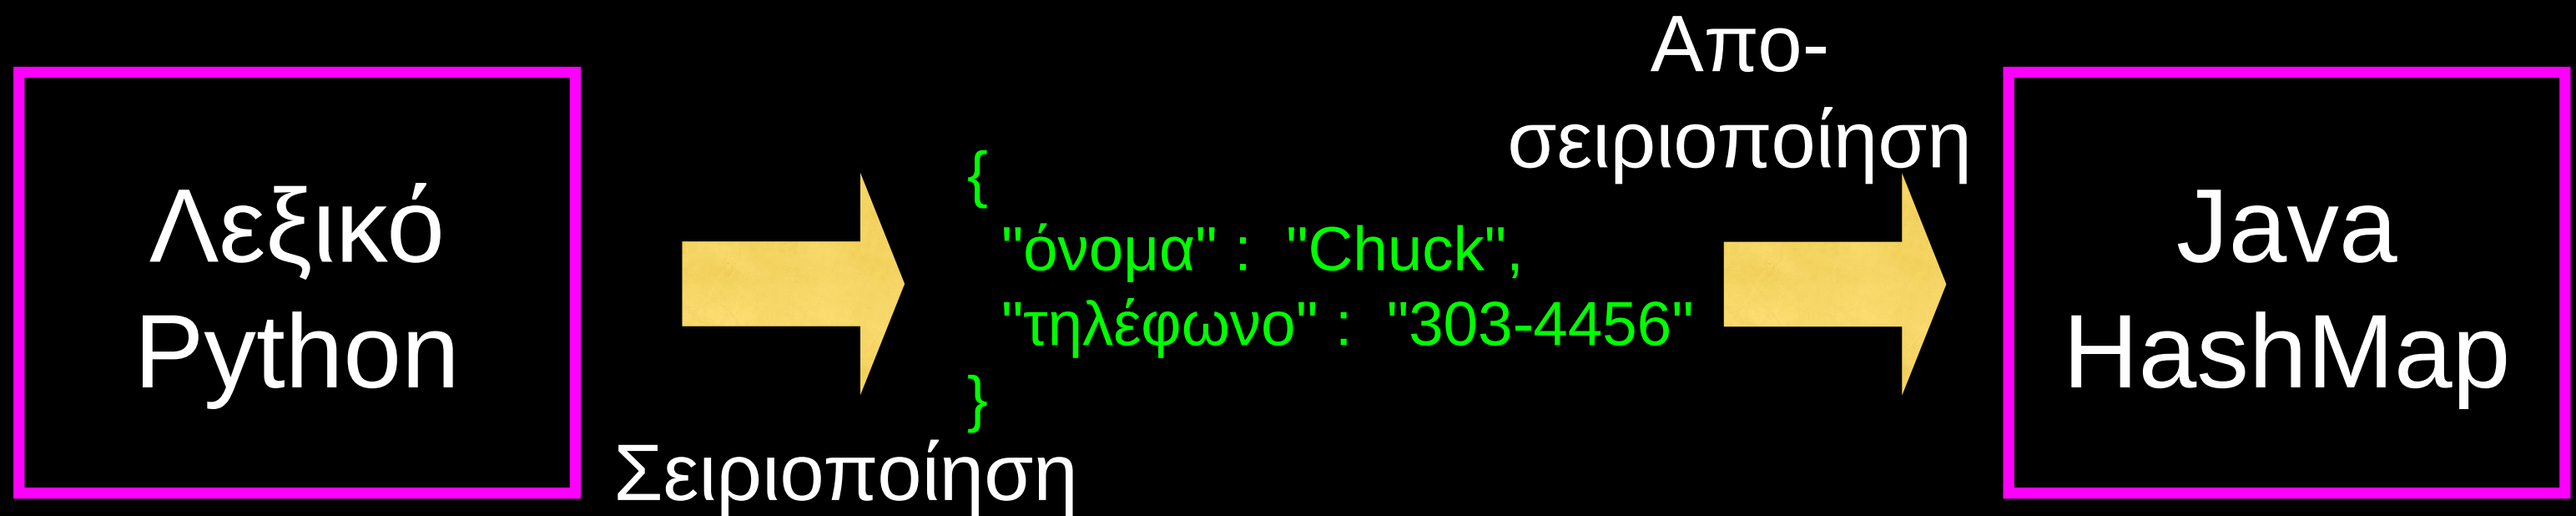 Λεξικό
Python
Σειριοποίηση
{
"όνομα" : "Chuck",
"τηλέφωνο" : "303-4456"
}
Απο-
σειριοποίηση
Java
HashMap